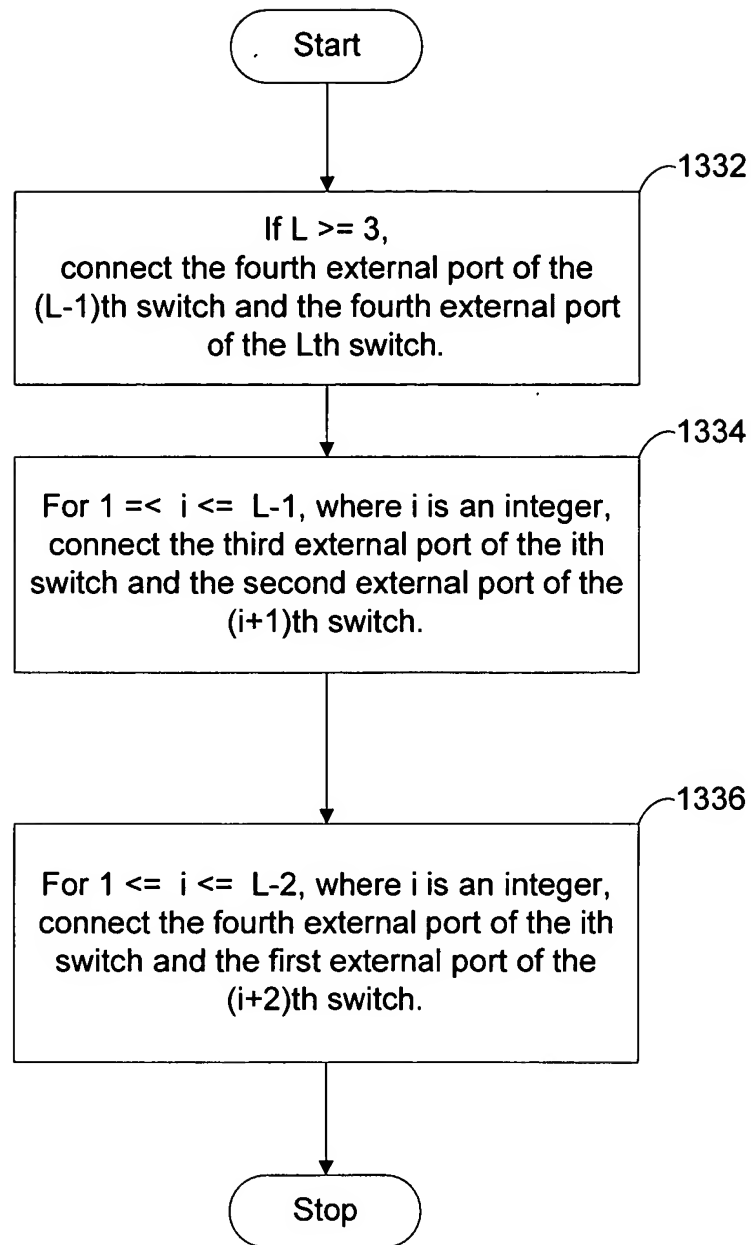 Start
1332
If L >= 3,
connect the fourth external port of the
(L-1)th switch and the fourth external port
of the Lth switch.
1334
For 1 =< i <= L-1, where i is an integer,
connect the third external port of the ith
switch and the second external port of the
(i+1)th switch.
1336
For 1 <= i <= L-2, where i is an integer,
connect the fourth external port of the ith
switch and the first external port of the
(i+2)th switch.
Stop